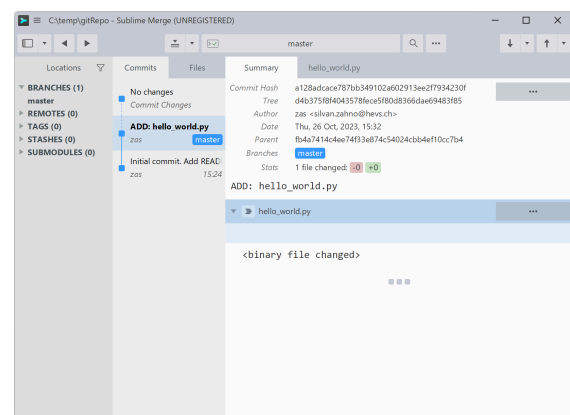 C:\temp\gitRepo - Sublime Merge (UNREGISTERED)
master
Locations
Commits
Files
Summary
hello_world.py
BRANCHES (1)
master
REMOTES (0)
TAGS (0)
STASHES (0)
SUBMODULES (0)
No changes
Commit Changes
ADD: hello_world.py
zas master
Initial commit. Add READ
zas 15:24
Commit Hash a128adcace787bb349102a602913ee2f7934230f
Tree d4b375f8f4043578fece5f80d8366dae69483f85
Author zas <silvan.zahno@hevs.ch>
Date Thu, 26 Oct, 2023, 15:32
Parent fb4a7414c4ee74f33e874c54024cbb4ef10cc7b4
Branches master
Stats 1 file changed: -0 +0
ADD: hello_world.py
hello_world.py
<binary file changed>